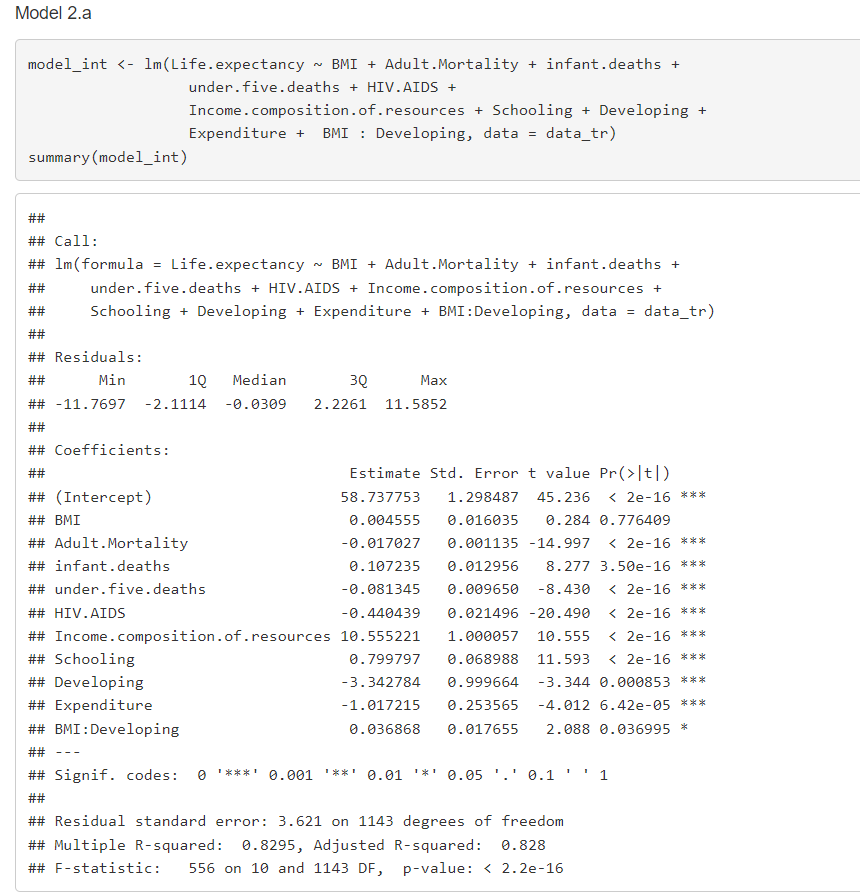 Model 2.a
model_int <- lm(Life.expectancy ~ BMI + Adult.Mortality + infant.deaths +
                  under.five.deaths + HIV.AIDS +
                  Income.composition.of.resources + Schooling + Developing +
                  Expenditure +  BMI : Developing, data = data_tr)
summary(model_int)
##
## Call:
## lm(formula = Life.expectancy ~ BMI + Adult.Mortality + infant.deaths +
##     under.five.deaths + HIV.AIDS + Income.composition.of.resources +
##     Schooling + Developing + Expenditure + BMI:Developing, data = data_tr)
##
## Residuals:
##      Min       1Q   Median       3Q      Max
## -11.7697  -2.1114  -0.0309   2.2261  11.5852
##
## Coefficients:
##                                  Estimate Std. Error t value Pr(>|t|)
## (Intercept)                     58.737753   1.298487  45.236  < 2e-16 ***
## BMI                              0.004555   0.016035   0.284 0.776409
## Adult.Mortality                 -0.017027   0.001135 -14.997  < 2e-16 ***
## infant.deaths                    0.107235   0.012956   8.277 3.50e-16 ***
## under.five.deaths               -0.081345   0.009650  -8.430  < 2e-16 ***
## HIV.AIDS                        -0.440439   0.021496 -20.490  < 2e-16 ***
## Income.composition.of.resources 10.555221   1.000057  10.555  < 2e-16 ***
## Schooling                        0.799797   0.068988  11.593  < 2e-16 ***
## Developing                      -3.342784   0.999664  -3.344 0.000853 ***
## Expenditure                     -1.017215   0.253565  -4.012 6.42e-05 ***
## BMI:Developing                   0.036868   0.017655   2.088 0.036995 *
## ---
## Signif. codes:  0 '***' 0.001 '**' 0.01 '*' 0.05 '.' 0.1 ' ' 1
##
## Residual standard error: 3.621 on 1143 degrees of freedom
## Multiple R-squared:  0.8295, Adjusted R-squared:  0.828
## F-statistic:   556 on 10 and 1143 DF,  p-value: < 2.2e-16